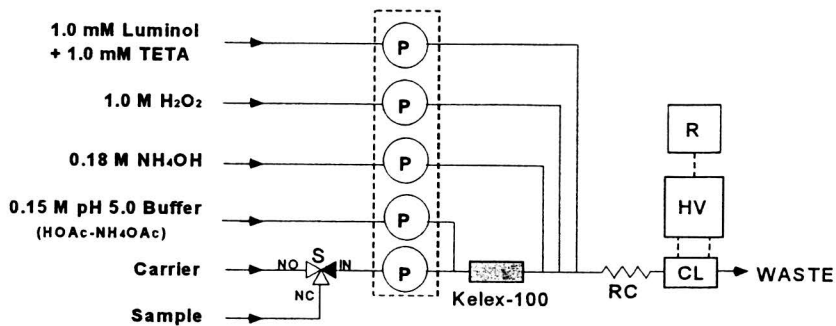 1.0 mM Luminol
+ 1.0 mM TETA
P
1.0 M H₂O₂
P
R
0.18 M NH₄OH
P
HV
0.15 M pH 5.0 Buffer
(HOAc-NH₄OAc)
P
Carrier
NO
S
IN
P
NC
Kelex-100
RC
CL
WASTE
Sample